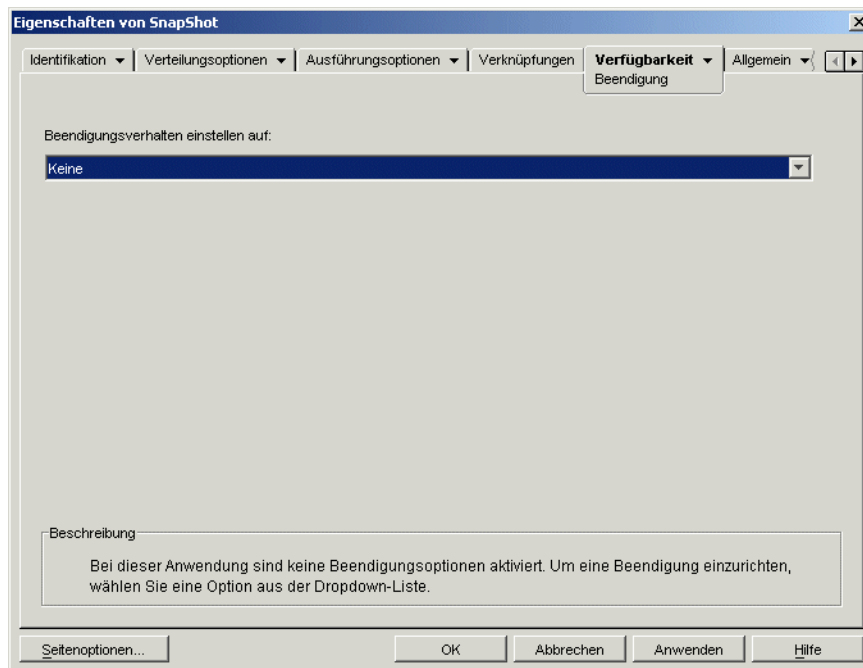 Eigenschaften von SnapShot
Identifikation Verteilungsoptionen Ausführungsoptionen Verknüpfungen Verfügbarkeit Allgemein
Beendigung
Beendigungsverhalten einstellen auf:
Keine
Beschreibung
Bei dieser Anwendung sind keine Beendigungsoptionen aktiviert. Um eine Beendigung einzurichten,
wählen Sie eine Option aus der Dropdown-Liste.
Seitenoptionen... OK Abbrechen Anwenden Hilfe